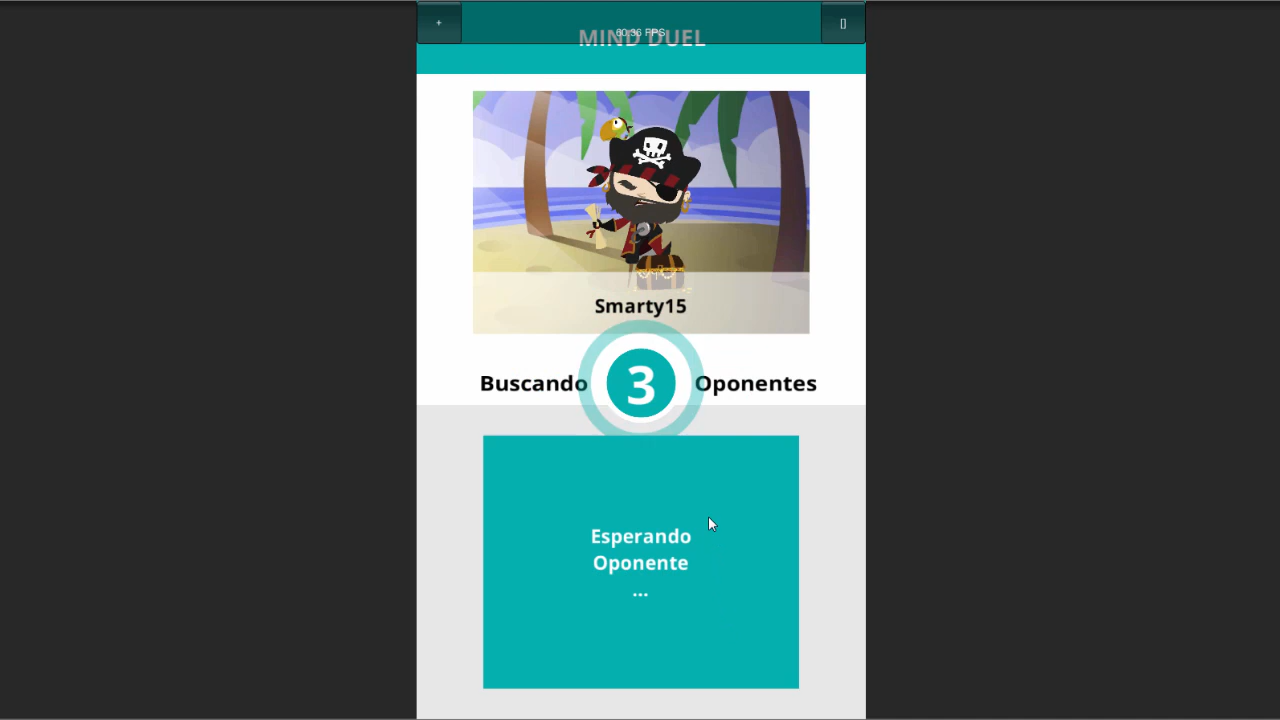 +
60.36 FPS
[]
MIND DUEL
Smarty15
Buscando 3 Oponentes
Esperando
Oponente
...